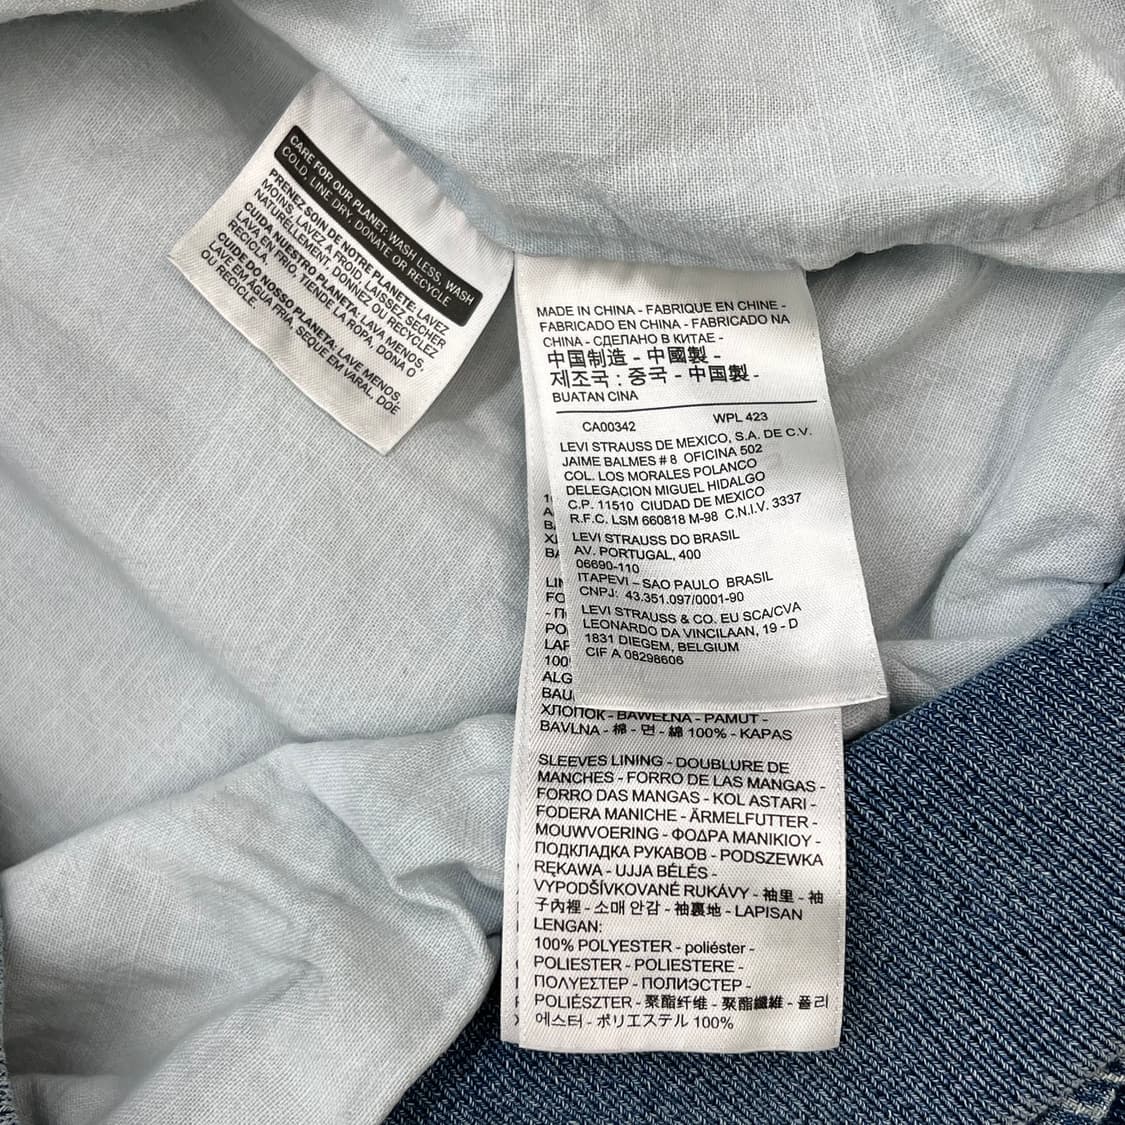 CARE FOR OUR PLANET: WASH LESS, WASH
COLD, LINE DRY, DONATE OR RECYCLE
PRENEZ SOIN DE NOTRE PLANETE: LAVEZ
MOINS, LAVEZ A FROID, LAISSEZ SECHER
NATURELLEMENT, DONNEZ OU RECYCLEZ
CUIDA NUESTRO PLANETA: LAVA MENOS,
LAVA EN FRIO, TIENDE LA ROPA, DONA O
RECICLA.
CUIDE DO NOSSO PLANETA: LAVE MENOS,
OU AVE EM ÁGUA FRIA, SEQUE EM VARAL, DOE
OU RECICLE.
MADE IN CHINA - FABRIQUE EN CHINE -
FABRICADO EN CHINA - FABRICADO NA
CHINA - СДЕЛАНО В КИТАЕ -
中国制造 - 中國製 -
제조국 : 중국 - 中国製 -
BUATAN CINA
CA00342 WPL 423
LEVI STRAUSS DE MEXICO, S.A. DE C.V.
JAIME BALMES # 8 OFICINA 502
COL. LOS MORALES POLANCO
DELEGACION MIGUEL HIDALGO
C.P. 11510 CIUDAD DE MEXICO
R.F.C. LSM 660818 M-98 C.N.I.V. 3337
LEVI STRAUSS DO BRASIL
AV. PORTUGAL, 400
06690-110
ITAPEVI – SAO PAULO BRASIL
CNPJ: 43.351.097/0001-90
LEVI STRAUSS & CO. EU SCA/CVA
LEONARDO DA VINCILAAN, 19 - D
1831 DIEGEM, BELGIUM
CIF A 08298606
ХЛОПОК - BAWEŁNA - PAMUT -
BAVLNA - 棉 - 면 - 綿 100% - KAPAS
SLEEVES LINING - DOUBLURE DE
MANCHES - FORRO DE LAS MANGAS -
FORRO DAS MANGAS - KOL ASTARI -
FODERA MANICHE - ÄRMELFUTTER -
MOUWVOERING - ΦΟΔΡΑ ΜΑΝΙΚΙΟΥ -
ПОДКЛАДКА РУКАВОВ - PODSZEWKA
RĘKAWA - UJJA BÉLÉS -
VYPODŠÍVKOVANÉ RUKÁVY - 袖里 - 袖
子內裡 - 소매 안감 - 袖裏地 - LAPISAN
LENGAN:
100% POLYESTER - poliéster -
POLIESTER - POLIESTERE -
ΠΟΛΥΕΣΤΕΡ - ПОЛИЭСТЕР -
POLIÉSZTER - 聚酯纤维 - 聚酯纖維 - 폴리
에스터 - ポリエステル 100%